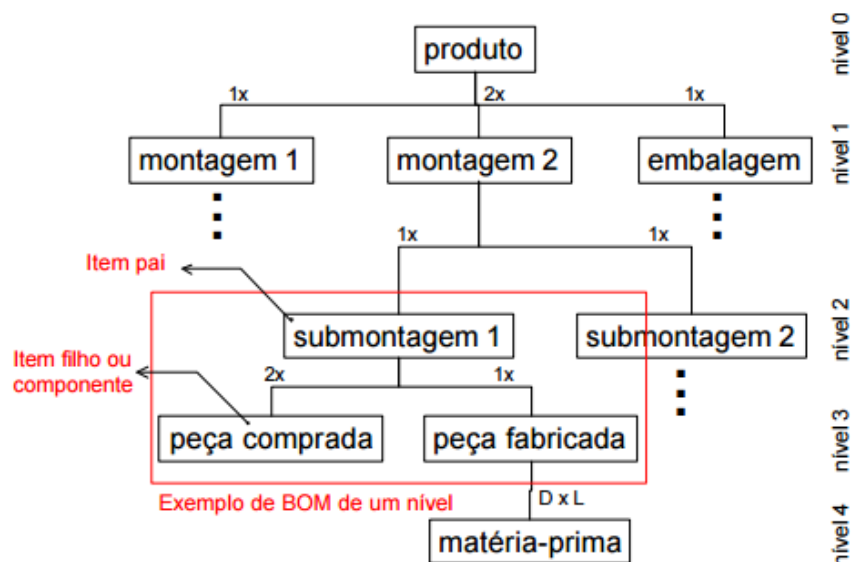 nível 0
produto
1x
2x
1x
nível 1
montagem 1
montagem 2
embalagem
1x
1x
Item pai
nível 2
submontagem 1
submontagem 2
Item filho ou
componente
2x
1x
nível 3
peça comprada
peça fabricada
Exemplo de BOM de um nível
D x L
nível 4
matéria-prima